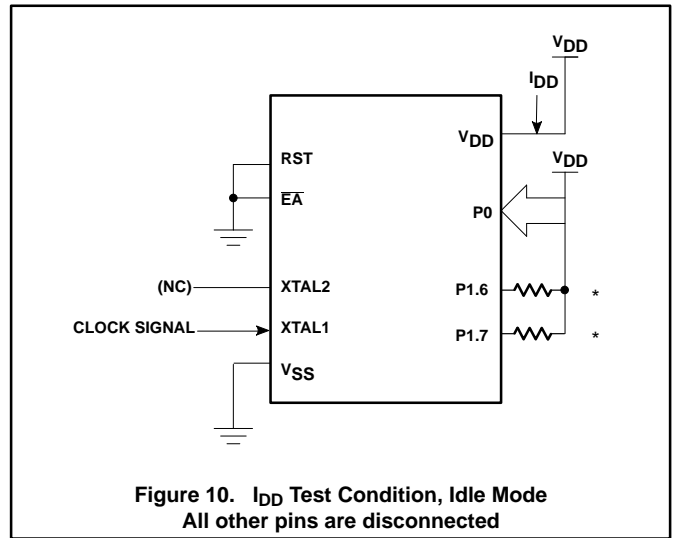 VDD
IDD
VDD
RST
VDD
EA
P0
(NC)
XTAL2
P1.6
*
CLOCK SIGNAL
XTAL1
P1.7
*
VSS
Figure 10. IDD Test Condition, Idle Mode
All other pins are disconnected